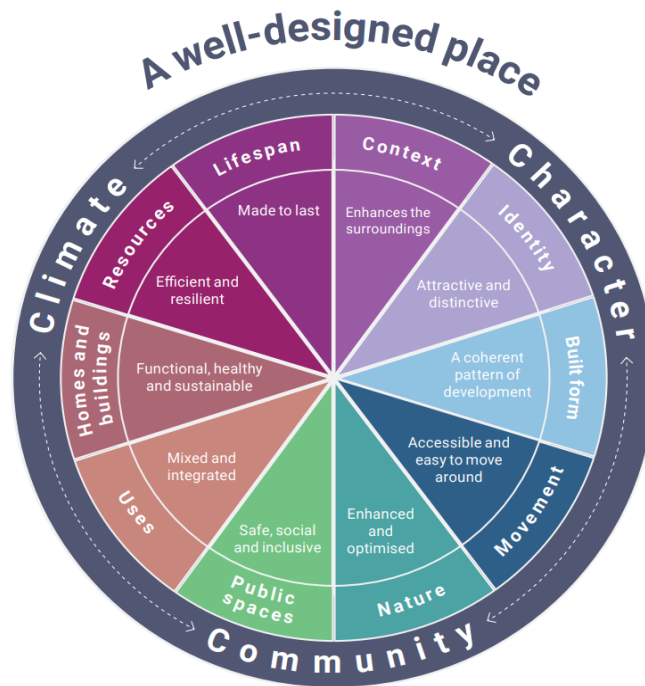 A well-designed place
Climate
Character
Community
Context
Enhances the
surroundings
Identity
Attractive and
distinctive
Built form
A coherent
pattern of
development
Movement
Accessible and
easy to move
around
Nature
Enhanced
and
optimised
Public
spaces
Safe, social
and inclusive
Uses
Mixed and
integrated
Homes and
buildings
Functional, healthy
and sustainable
Resources
Efficient and
resilient
Lifespan
Made to last